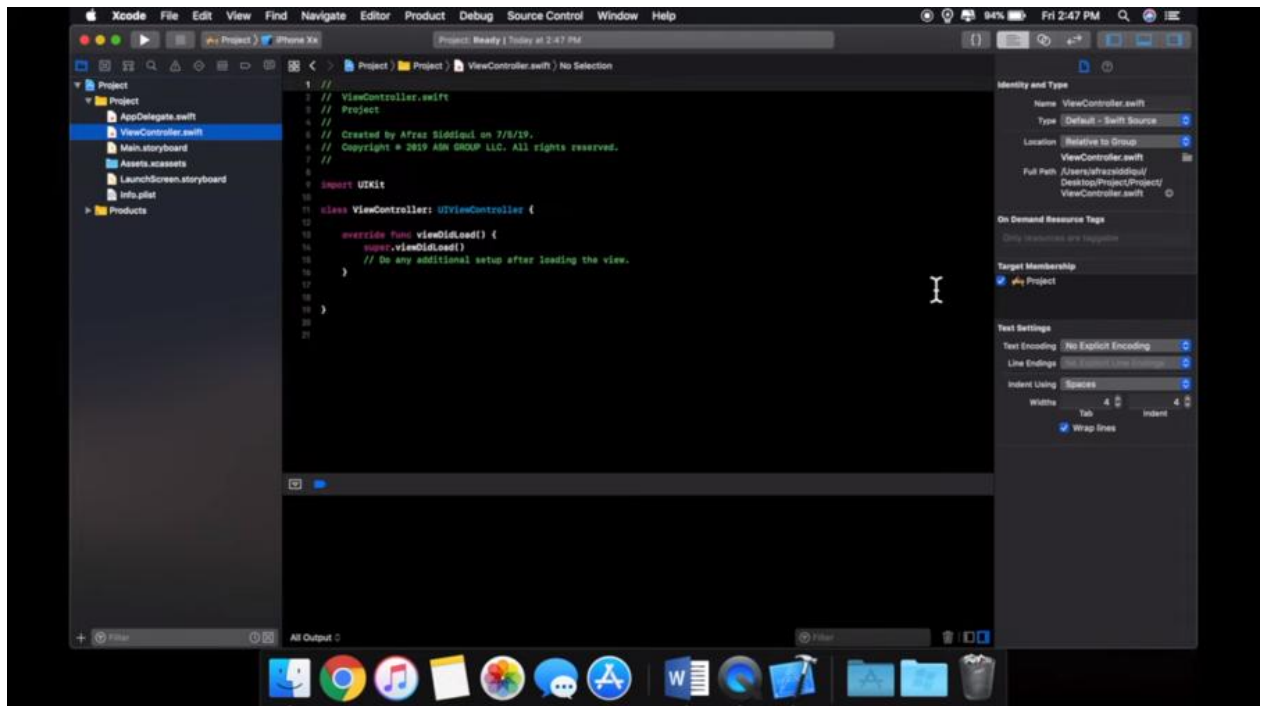 Xcode File Edit View Find Navigate Editor Product Debug Source Control Window Help
94% Fri 2:47 PM
Project iPhone Xʀ
Project: Ready | Today at 2:47 PM
Project Project ViewController.swift No Selection
Project
Project
AppDelegate.swift
ViewController.swift
Main.storyboard
Assets.xcassets
LaunchScreen.storyboard
Info.plist
Products
Filter
1 //
2 // ViewController.swift
3 // Project
4 //
5 // Created by Afraz Siddiqui on 7/5/19.
6 // Copyright © 2019 ASN GROUP LLC. All rights reserved.
7 //
8
9 import UIKit
10
11 class ViewController: UIViewController {
12
13 override func viewDidLoad() {
14 super.viewDidLoad()
15 // Do any additional setup after loading the view.
16 }
17
18
19 }
20
21
All Output
Filter
Identity and Type
Name ViewController.swift
Type Default - Swift Source
Location Relative to Group
ViewController.swift
Full Path /Users/afrazsiddiqui/
Desktop/Project/Project/
ViewController.swift
On Demand Resource Tags
Only resources are taggable
Target Membership
Project
Text Settings
Text Encoding No Explicit Encoding
Line Endings No Explicit Line Endings
Indent Using Spaces
Widths 4 4
Tab Indent
Wrap lines
W